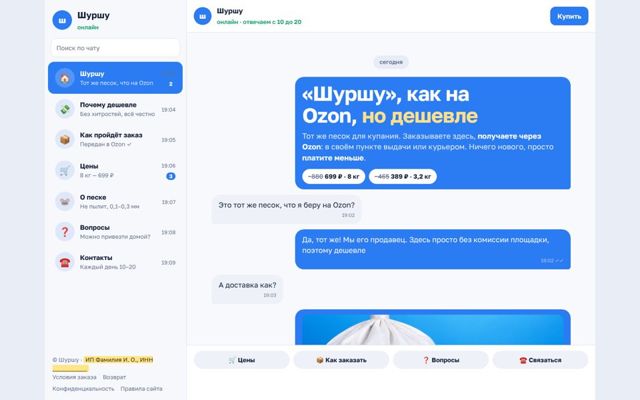 ш
Шуршу
онлайн
Поиск по чату
Шуршу
Тот же песок, что на Ozon
2
Почему дешевле
Без хитростей, всё честно
19:04
Как пройдёт заказ
Передан в Ozon ✓
19:05
Цены
8 кг — 699 ₽
19:06
3
О песке
Не пылит, 0,1–0,3 мм
19:07
Вопросы
Можно привезти домой?
19:08
Контакты
Каждый день 10–20
19:09
© Шуршу · ИП Фамилия И. О., ИНН
Условия заказа Возврат
Конфиденциальность Правила сайта
ш
Шуршу
онлайн · отвечаем с 10 до 20
Купить
сегодня
«Шуршу», как на
Ozon, но дешевле
Тот же песок для купания. Заказываете здесь, получаете через
Ozon: в своём пункте выдачи или курьером. Ничего нового, просто
платите меньше.
880 699 ₽ · 8 кг
465 389 ₽ · 3,2 кг
Это тот же песок, что я беру на Ozon?
19:02
Да, тот же! Мы его продавец. Здесь просто без комиссии площадки,
поэтому дешевле
19:02 ✓✓
А доставка как?
19:03
Цены
Как заказать
Вопросы
Связаться